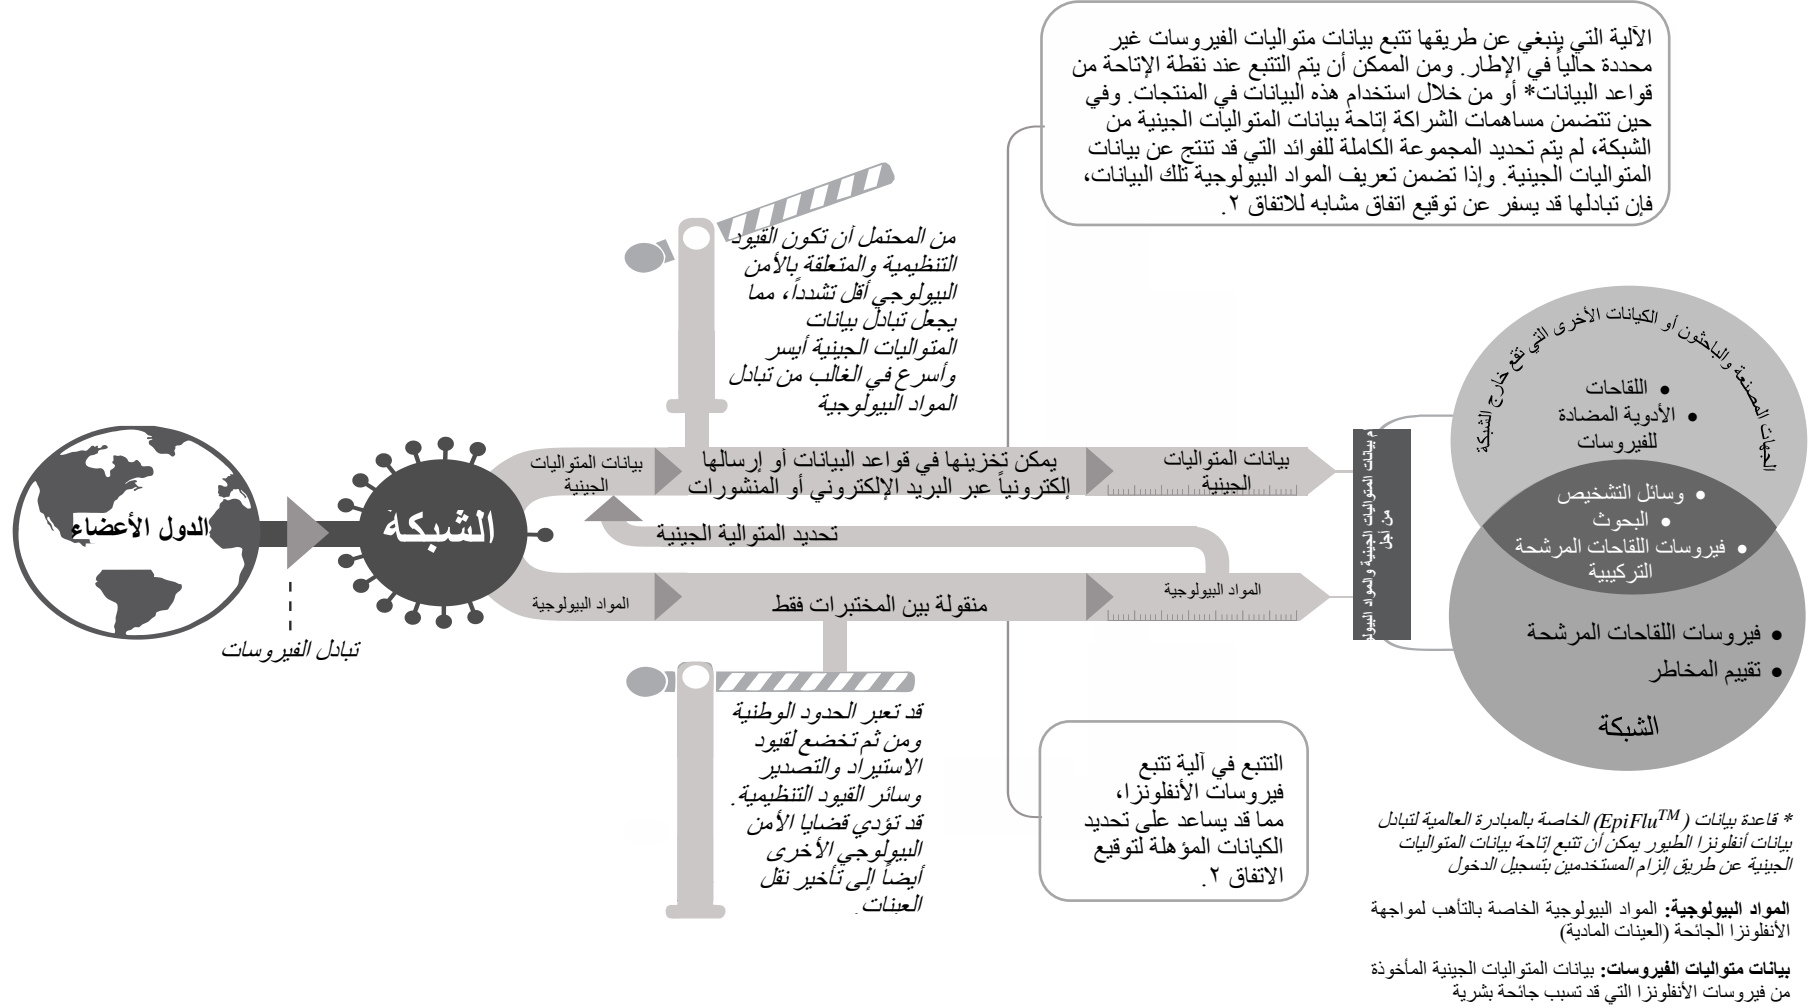 الآلية التي ينبغي عن طريقها تتبع بيانات متواليات الفيروسات غير
محددة حالياً في الإطار. ومن الممكن أن يتم التتبع عند نقطة الإتاحة من
قواعد البيانات* أو من خلال استخدام هذه البيانات في المنتجات. وفي
حين تتضمن مساهمات الشراكة إتاحة بيانات المتواليات الجينية من
الشبكة، لم يتم تحديد المجموعة الكاملة للفوائد التي قد تنتج عن بيانات
المتواليات الجينية. وإذا تضمن تعريف المواد البيولوجية تلك البيانات،
فإن تبادلها قد يسفر عن توقيع اتفاق مشابه للاتفاق ٢.
من المحتمل أن تكون القيود
التنظيمية والمتعلقة بالأمن
البيولوجي أقل تشدداً، مما
يجعل تبادل بيانات
المتواليات الجينية أيسر
وأسرع في الغالب من تبادل
المواد البيولوجية
الجهات المصنعة والباحثون أو الكيانات الأخرى التي تقع خارج الشبكة
● اللقاحات
● الأدوية المضادة
للفيروسات
● وسائل التشخيص
● البحوث
● فيروسات اللقاحات المرشحة
التركيبية
● فيروسات اللقاحات المرشحة
● تقييم المخاطر
الشبكة
الدول الأعضاء
تبادل الفيروسات
الشبكة
بيانات المتواليات
الجينية
يمكن تخزينها في قواعد البيانات أو إرسالها
إلكترونياً عبر البريد الإلكتروني أو المنشورات
بيانات المتواليات
الجينية
تحديد المتوالية الجينية
المواد البيولوجية
منقولة بين المختبرات فقط
المواد البيولوجية
بيانات المتواليات الجينية والمواد
من أجل
قد تعبر الحدود الوطنية
ومن ثم تخضع لقيود
الاستيراد والتصدير
وسائر القيود التنظيمية.
قد تؤدي قضايا الأمن
البيولوجي الأخرى
أيضاً إلى تأخير نقل
العينات.
التتبع في آلية تتبع
فيروسات الأنفلونزا،
مما قد يساعد على تحديد
الكيانات المؤهلة لتوقيع
الاتفاق ٢.
* قاعدة بيانات (EpiFlu™) الخاصة بالمبادرة العالمية لتبادل
بيانات أنفلونزا الطيور يمكن أن تتبع إتاحة بيانات المتواليات
الجينية عن طريق إلزام المستخدمين بتسجيل الدخول
المواد البيولوجية: المواد البيولوجية الخاصة بالتأهب لمواجهة
الأنفلونزا الجائحة (العينات المادية)
بيانات متواليات الفيروسات: بيانات المتواليات الجينية المأخوذة
من فيروسات الأنفلونزا التي قد تسبب جائحة بشرية